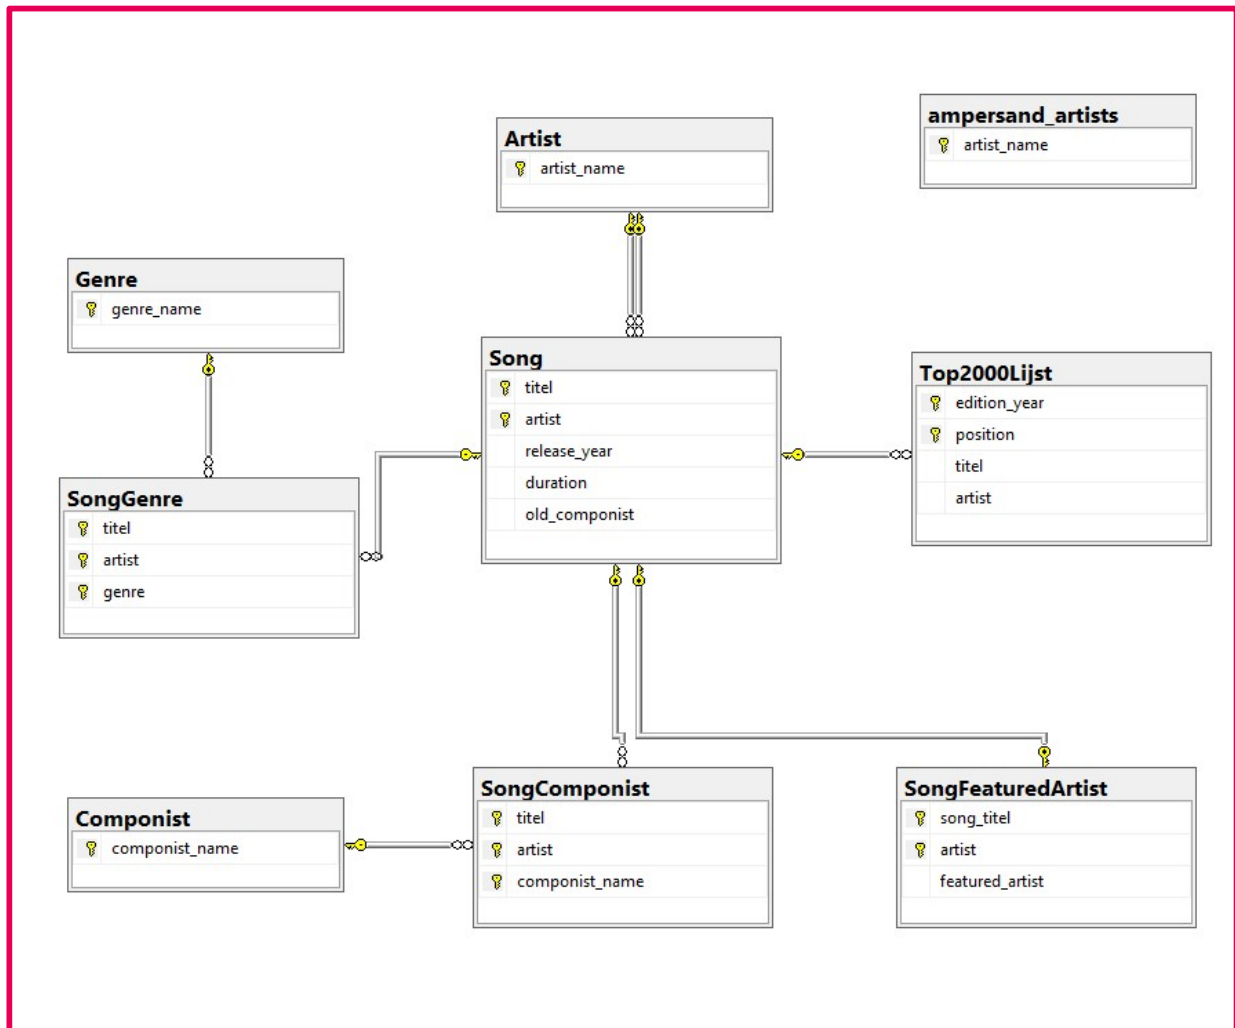 ampersand_artists
artist_name
Artist
artist_name
Genre
genre_name
Song
titel
artist
release_year
duration
old_componist
Top2000Lijst
edition_year
position
titel
artist
SongGenre
titel
artist
genre
SongComponist
titel
artist
componist_name
SongFeaturedArtist
song_titel
artist
featured_artist
Componist
componist_name